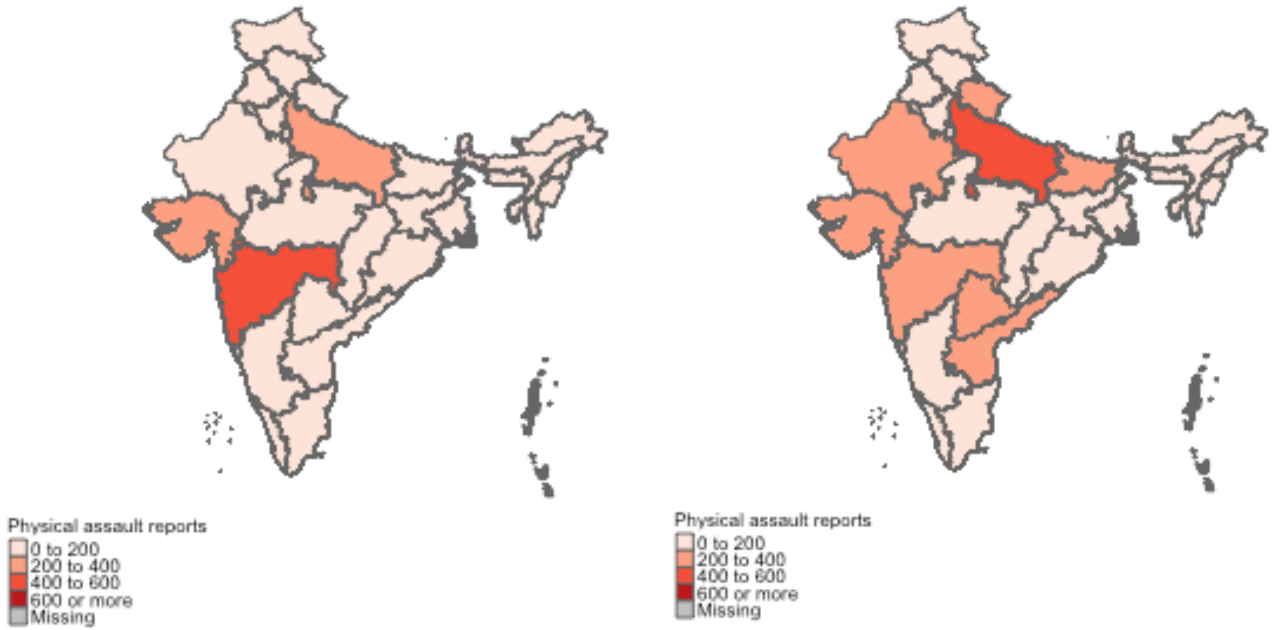 Physical assault reports
0 to 200
200 to 400
400 to 600
600 or more
Missing
Physical assault reports
0 to 200
200 to 400
400 to 600
600 or more
Missing